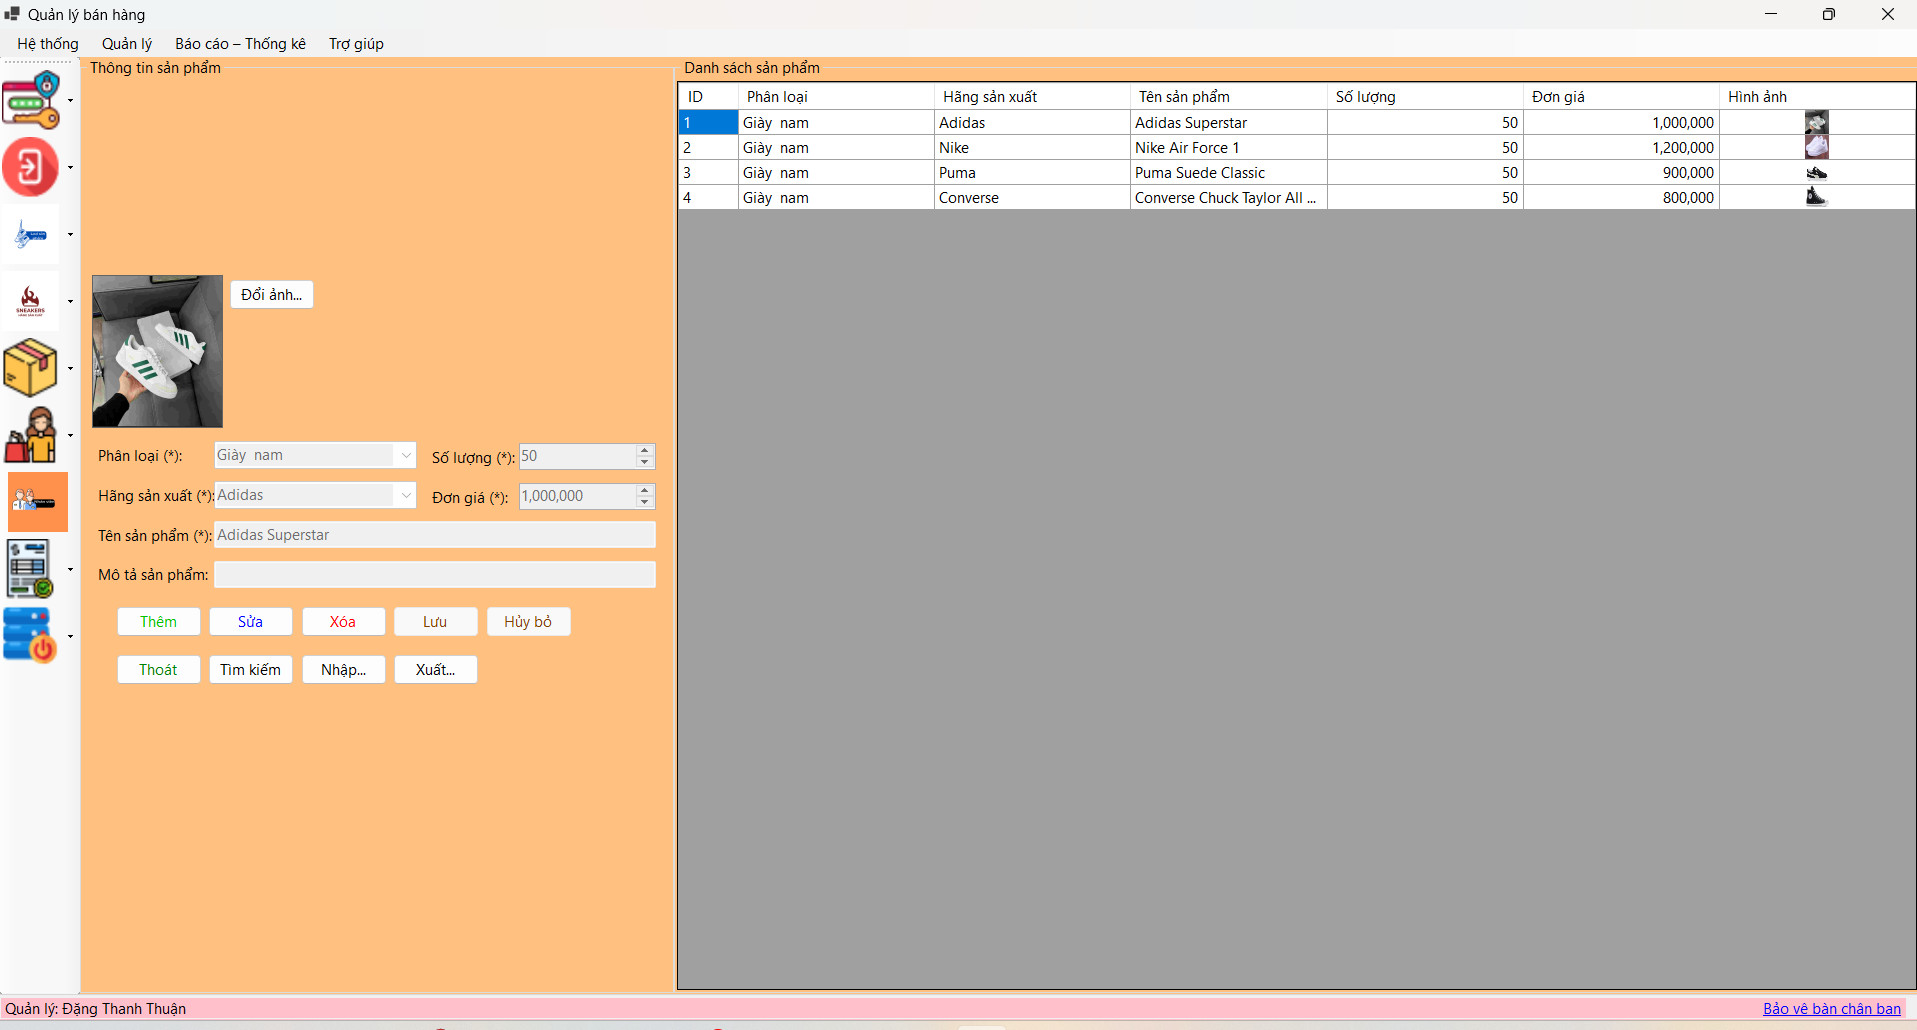 Quản lý bán hàng
Hệ thống Quản lý Báo cáo – Thống kê Trợ giúp
Thông tin sản phẩm
Đổi ảnh...
Phân loại (*): Giày nam Số lượng (*): 50
Hãng sản xuất (*): Adidas Đơn giá (*): 1,000,000
Tên sản phẩm (*): Adidas Superstar
Mô tả sản phẩm:
Thêm Sửa Xóa Lưu Hủy bỏ
Thoát Tìm kiếm Nhập... Xuất...
SNEAKERS
Danh sách sản phẩm
ID Phân loại Hãng sản xuất Tên sản phẩm Số lượng Đơn giá Hình ảnh
1 Giày nam Adidas Adidas Superstar 50 1,000,000
2 Giày nam Nike Nike Air Force 1 50 1,200,000
3 Giày nam Puma Puma Suede Classic 50 900,000
4 Giày nam Converse Converse Chuck Taylor All ... 50 800,000
Quản lý: Đặng Thanh Thuận
Bảo vê bàn chân ban